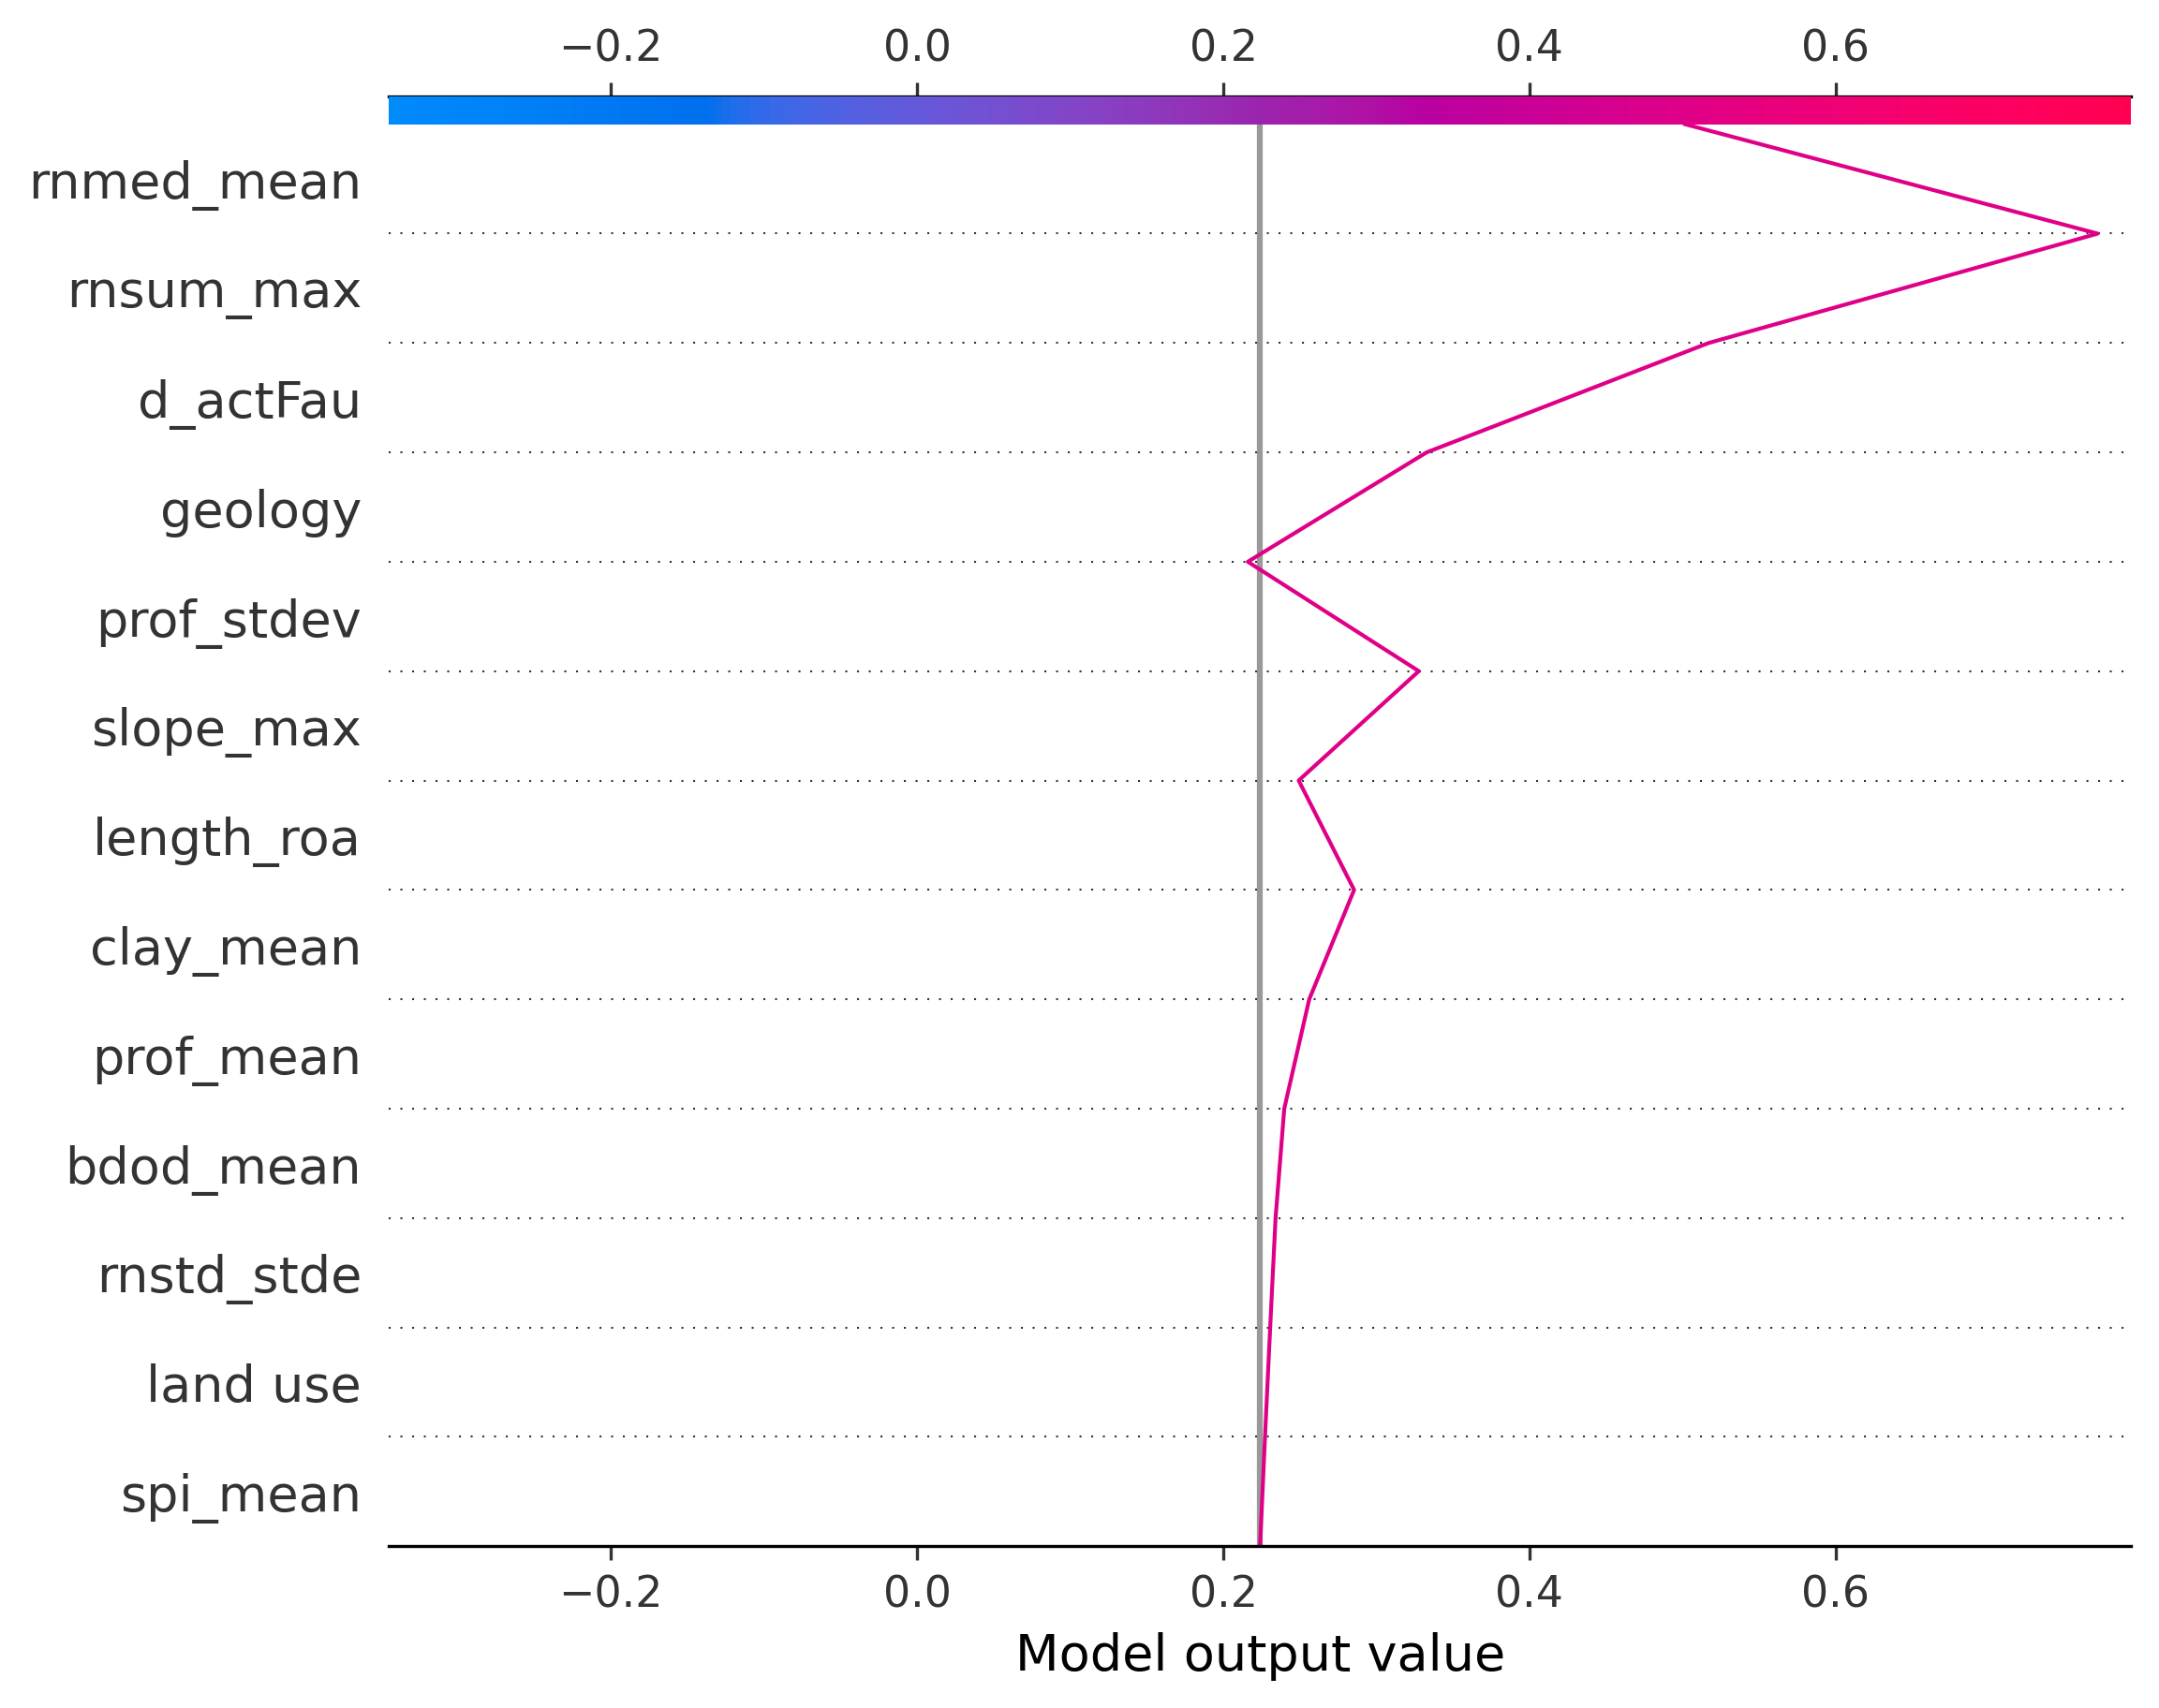 −0.2 0.0 0.2 0.4 0.6
rnmed_mean
rnsum_max
d_actFau
geology
prof_stdev
slope_max
length_roa
clay_mean
prof_mean
bdod_mean
rnstd_stde
land use
spi_mean
−0.2 0.0 0.2 0.4 0.6
Model output value